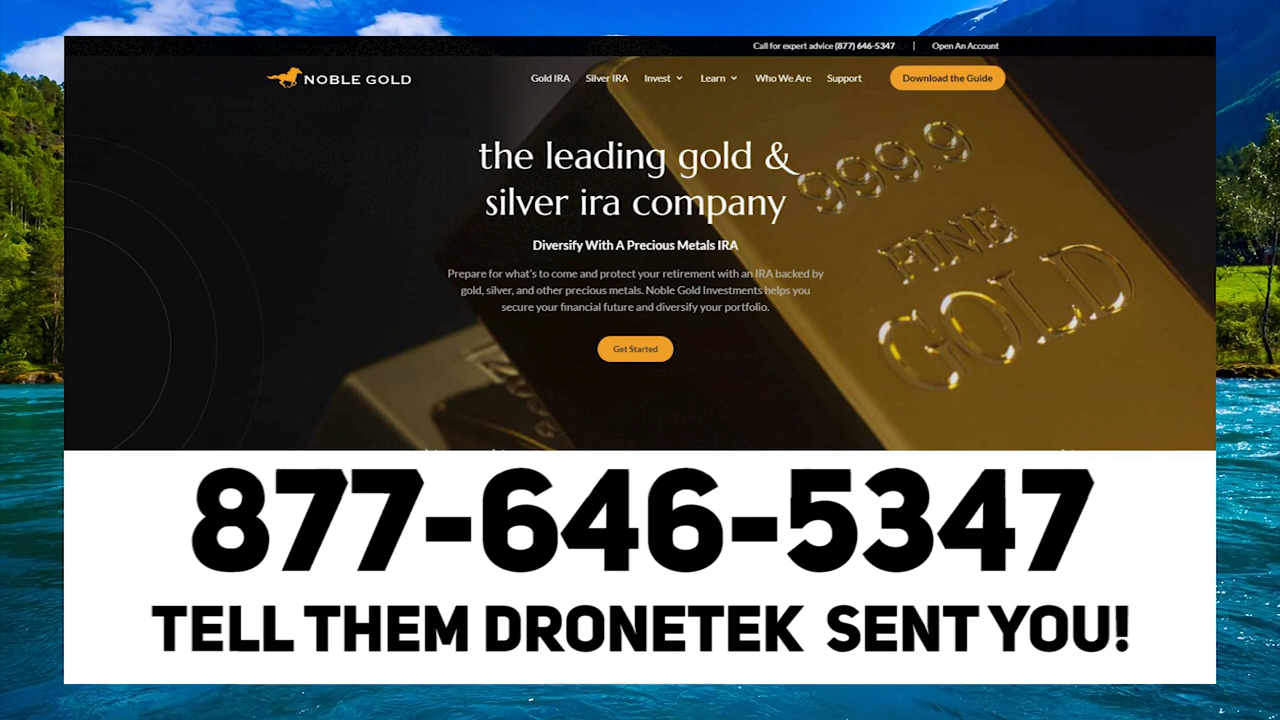 Call for expert advice (877) 646-5347 | Open An Account
NOBLE GOLD
Gold IRA Silver IRA Invest Learn Who We Are Support Download the Guide
the leading gold &
silver ira company
999.9
FINE
GOLD
Diversify With A Precious Metals IRA
Prepare for what's to come and protect your retirement with an IRA backed by
gold, silver, and other precious metals. Noble Gold Investments helps you
secure your financial future and diversify your portfolio.
Get Started
877-646-5347
TELL THEM DRONETEK SENT YOU!